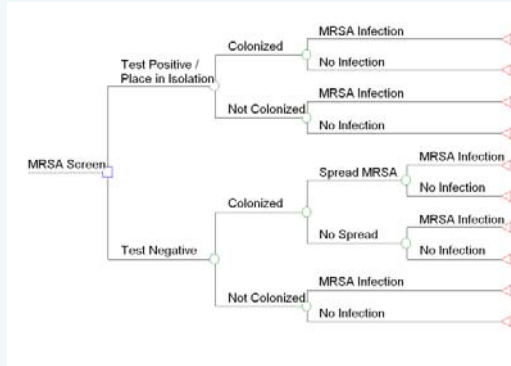 MRSA Infection
Colonized
No Infection
Test Positive /
Place in Isolation
MRSA Infection
Not Colonized
No Infection
MRSA Screen
MRSA Infection
Spread MRSA
No Infection
Colonized
MRSA Infection
No Spread
No Infection
Test Negative
MRSA Infection
Not Colonized
No Infection